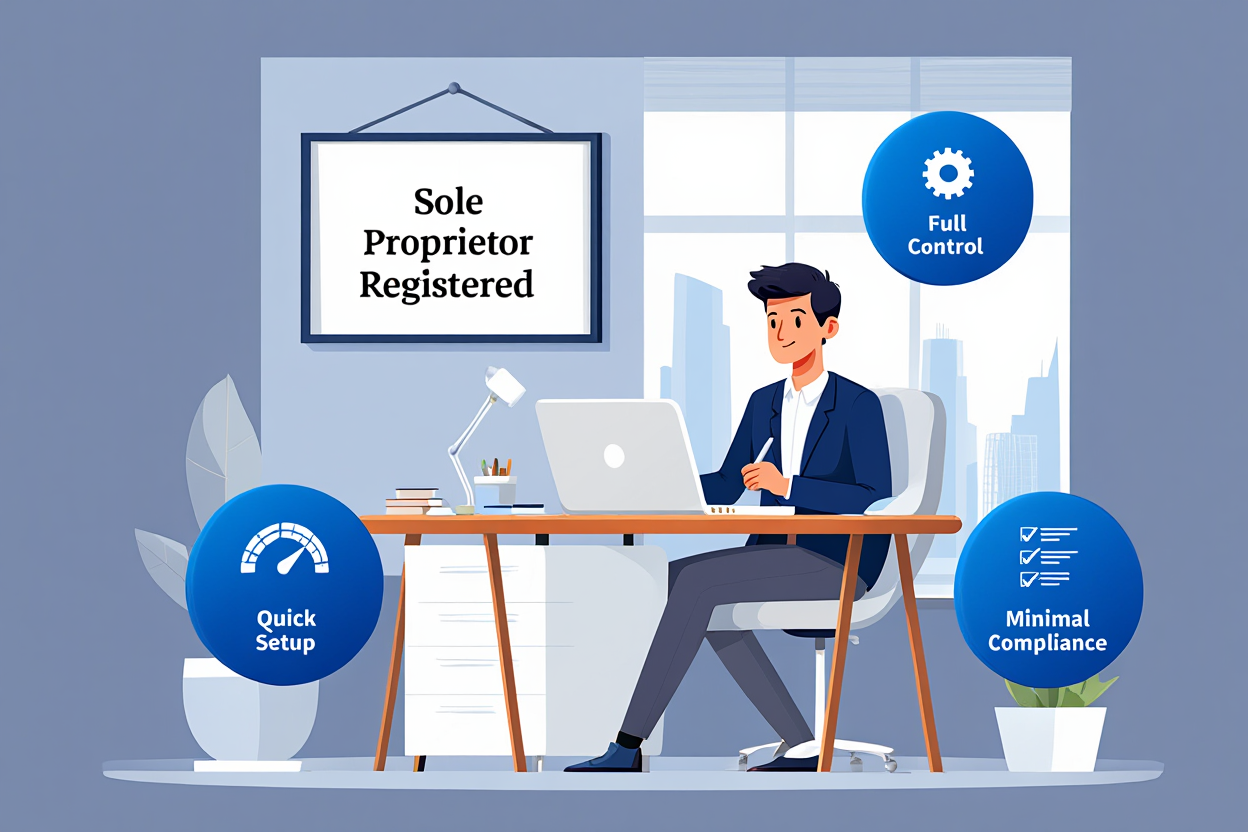 Sole
Proprietor
Registered
Full
Control
Quick
Setup
Minimal
Compliance